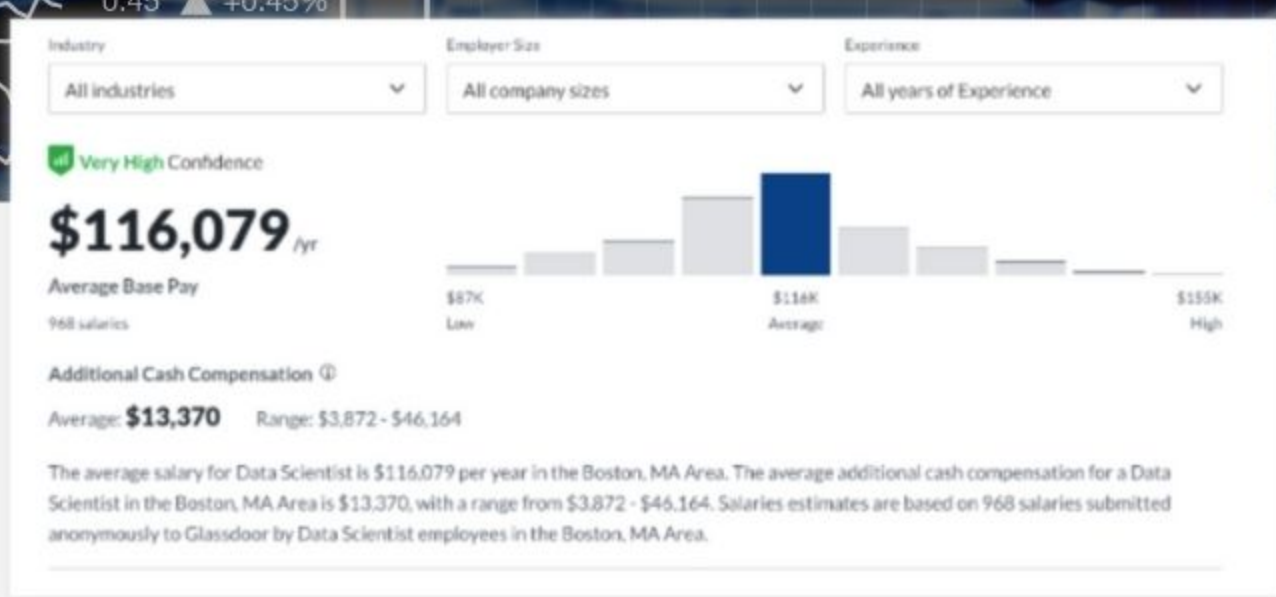 0.45 ▲ +0.45%
Industry Employer Size Experience
All industries All company sizes All years of Experience
Very High Confidence
$116,079 /yr
Average Base Pay
968 salaries
$87K $116K $155K
Low Average High
Additional Cash Compensation
Average: $13,370 Range: $3,872 - $46,164
The average salary for Data Scientist is $116,079 per year in the Boston, MA Area. The average additional cash compensation for a Data
Scientist in the Boston, MA Area is $13,370, with a range from $3,872 - $46,164. Salaries estimates are based on 968 salaries submitted
anonymously to Glassdoor by Data Scientist employees in the Boston, MA Area.